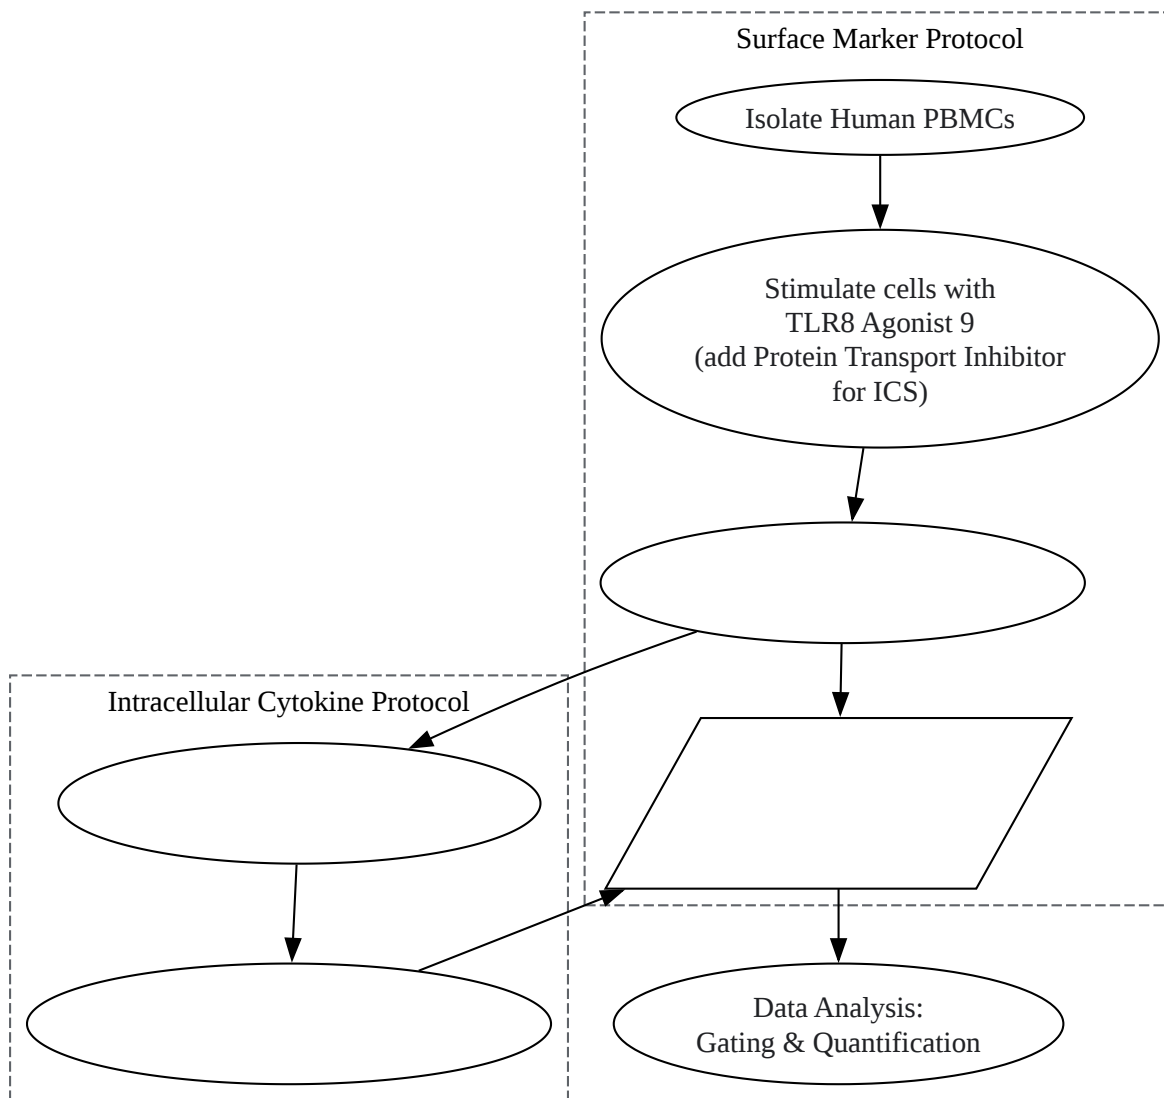 Surface Marker Protocol
Isolate Human PBMCs
Stimulate cells with
TLR8 Agonist 9
(add Protein Transport Inhibitor
for ICS)
Intracellular Cytokine Protocol
Data Analysis:
Gating & Quantification